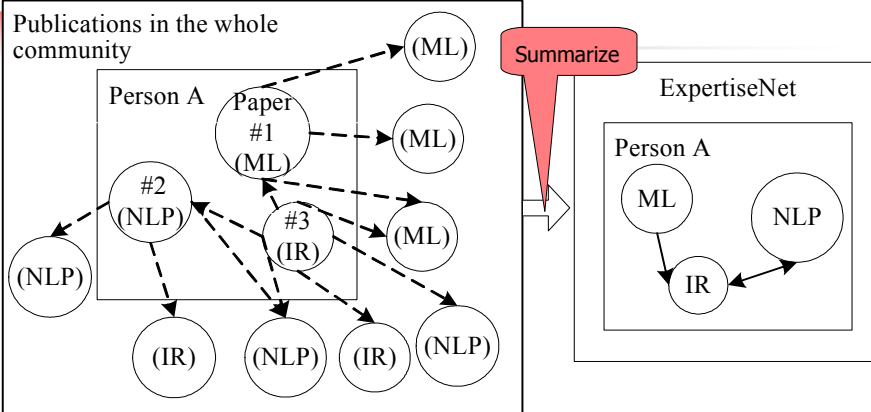 Publications in the whole
community
(ML)
Summarize
Person A
Paper
#1
(ML)
(ML)
#2
(NLP)
#3
(IR)
(ML)
(NLP)
(IR)
(NLP)
(IR)
(NLP)
ExpertiseNet
Person A
ML
NLP
IR